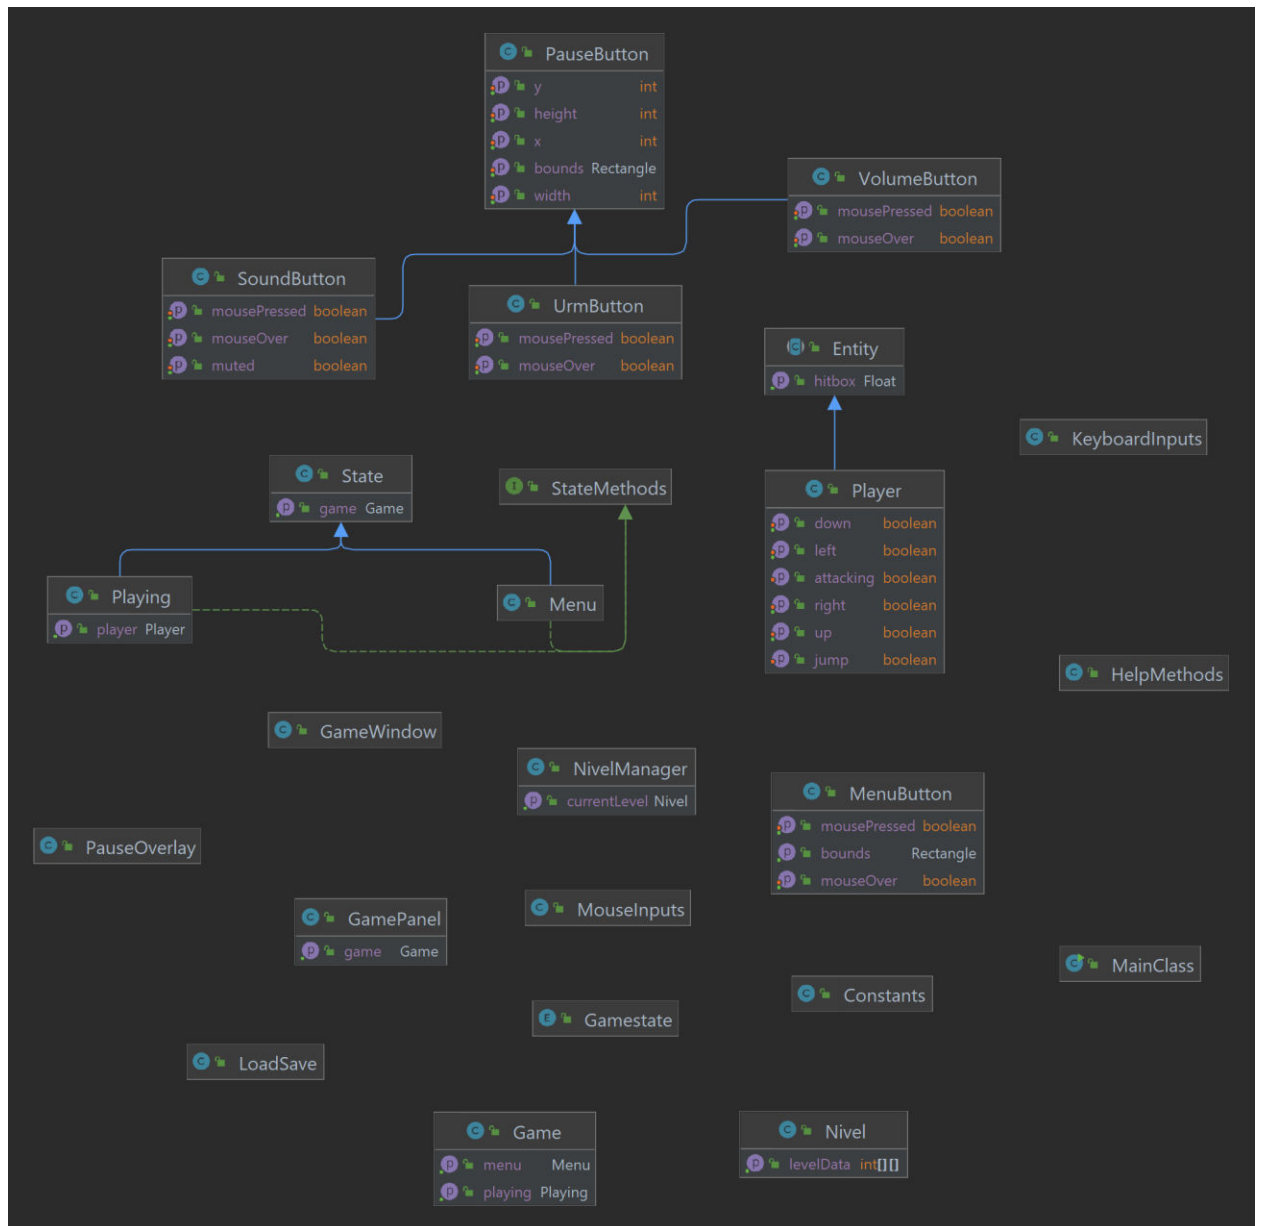 PauseButton
y int
height int
x int
bounds Rectangle
width int
VolumeButton
mousePressed boolean
mouseOver boolean
SoundButton
mousePressed boolean
mouseOver boolean
muted boolean
UrmButton
mousePressed boolean
mouseOver boolean
Entity
hitbox Float
KeyboardInputs
State
game Game
StateMethods
Player
down boolean
left boolean
attacking boolean
right boolean
up boolean
jump boolean
Playing
player Player
Menu
HelpMethods
GameWindow
NivelManager
currentLevel Nivel
MenuButton
mousePressed boolean
bounds Rectangle
mouseOver boolean
PauseOverlay
GamePanel
game Game
MouseInputs
MainClass
Constants
Gamestate
LoadSave
Game
menu Menu
playing Playing
Nivel
levelData int[][]